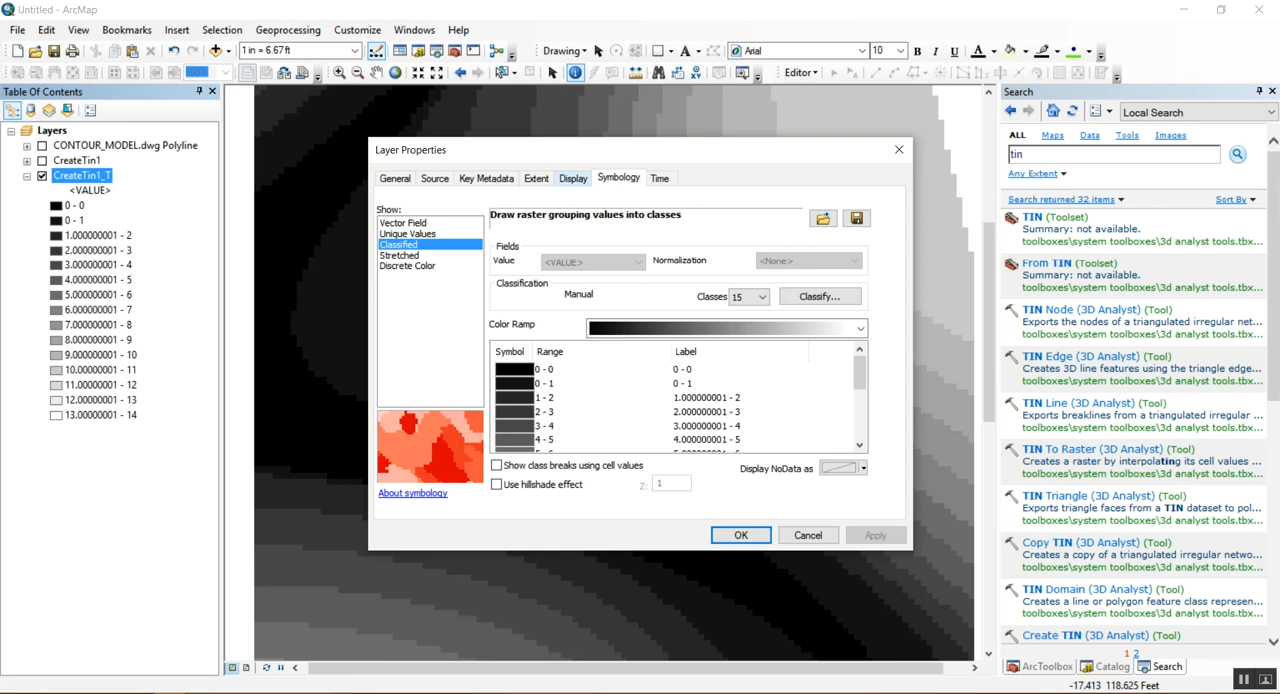 Untitled - ArcMap
File Edit View Bookmarks Insert Selection Geoprocessing Customize Windows Help
1 in = 6.67 ft
Drawing
A
Arial
10
B I U A
100%
Editor
Table Of Contents
Layers
CONTOUR_MODEL.dwg Polyline
CreateTin1
CreateTin1_T
<VALUE>
0 - 0
0 - 1
1.000000001 - 2
2.000000001 - 3
3.000000001 - 4
4.000000001 - 5
5.000000001 - 6
6.000000001 - 7
7.000000001 - 8
8.000000001 - 9
9.000000001 - 10
10.00000001 - 11
11.00000001 - 12
12.00000001 - 13
13.00000001 - 14
Layer Properties
General Source Key Metadata Extent Display Symbology Time
Show:
Vector Field
Unique Values
Classified
Stretched
Discrete Color
About symbology
Draw raster grouping values into classes
Fields
Value <VALUE> Normalization <None>
Classification
Manual Classes 15 Classify...
Color Ramp
Symbol Range Label
0 - 0 0 - 0
0 - 1 0 - 1
1 - 2 1.000000001 - 2
2 - 3 2.000000001 - 3
3 - 4 3.000000001 - 4
4 - 5 4.000000001 - 5
Show class breaks using cell values Display NoData as
Use hillshade effect Z: 1
OK Cancel Apply
Search
Local Search
ALL Maps Data Tools Images
tin
Any Extent
Search returned 32 items Sort By
TIN (Toolset)
Summary: not available.
toolboxes\system toolboxes\3d analyst tools.tbx...
From TIN (Toolset)
Summary: not available.
toolboxes\system toolboxes\3d analyst tools.tbx...
TIN Node (3D Analyst) (Tool)
Exports the nodes of a triangulated irregular net...
toolboxes\system toolboxes\3d analyst tools.tbx...
TIN Edge (3D Analyst) (Tool)
Creates 3D line features using the triangle edge...
toolboxes\system toolboxes\3d analyst tools.tbx...
TIN Line (3D Analyst) (Tool)
Exports breaklines from a triangulated irregular ...
toolboxes\system toolboxes\3d analyst tools.tbx...
TIN To Raster (3D Analyst) (Tool)
Creates a raster by interpolating its cell values ...
toolboxes\system toolboxes\3d analyst tools.tbx...
TIN Triangle (3D Analyst) (Tool)
Exports triangle faces from a TIN dataset to pol...
toolboxes\system toolboxes\3d analyst tools.tbx...
Copy TIN (3D Analyst) (Tool)
Creates a copy of a triangulated irregular netwo...
toolboxes\system toolboxes\3d analyst tools.tbx...
TIN Domain (3D Analyst) (Tool)
Creates a line or polygon feature class represen...
toolboxes\system toolboxes\3d analyst tools.tbx...
Create TIN (3D Analyst) (Tool)
1 2
ArcToolbox Catalog Search
-17.413 118.625 Feet